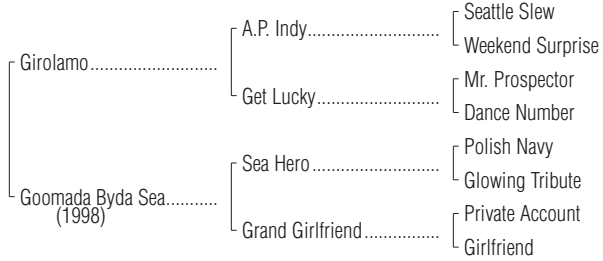 Seattle Slew
A.P. Indy
Weekend Surprise
Girolamo
Mr. Prospector
Get Lucky
Dance Number
Polish Navy
Sea Hero
Glowing Tribute
Goomada Byda Sea
(1998)
Private Account
Grand Girlfriend
Girlfriend